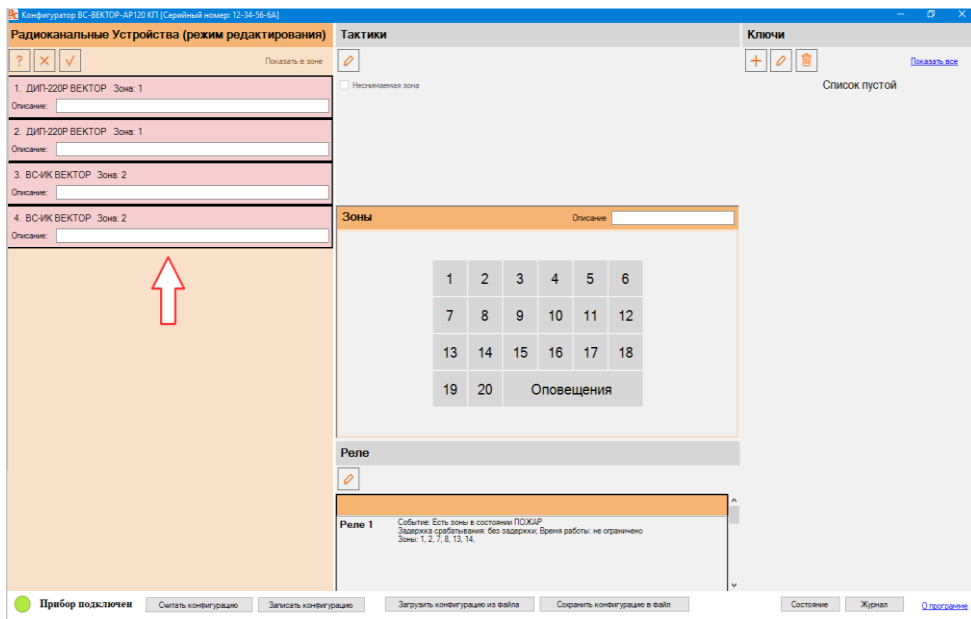 Конфигуратор ВС-ВЕКТОР-АР120 КП [Серийный номер: 12-34-56-6A]
Радиоканальные Устройства (режим редактирования)
Показать в зоне
1. ДИП-220Р ВЕКТОР Зона: 1
Описание:
2. ДИП-220Р ВЕКТОР Зона: 1
Описание:
3. ВС-ИК ВЕКТОР Зона: 2
Описание:
4. ВС-ИК ВЕКТОР Зона: 2
Описание:
Тактики
Неснимаемая зона
Зоны Описание
1 2 3 4 5 6
7 8 9 10 11 12
13 14 15 16 17 18
19 20 Оповещения
Реле
Реле 1
Событие: Есть зоны в состоянии ПОЖАР
Задержка срабатывания: без задержки; Время работы: не ограничено
Зоны: 1, 2, 7, 8, 13, 14,
Ключи
Показать все
Список пустой
Прибор подключен Считать конфигурацию Записать конфигурацию Загрузить конфигурацию из файла Сохранить конфигурацию в файл Состояние Журнал О программе